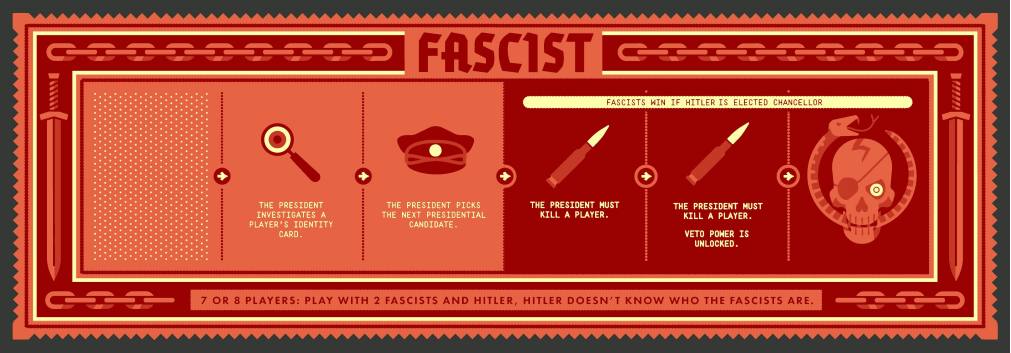 FASCIST
FASCISTS WIN IF HITLER IS ELECTED CHANCELLOR
THE PRESIDENT
INVESTIGATES A
PLAYER'S IDENTITY
CARD.
THE PRESIDENT PICKS
THE NEXT PRESIDENTIAL
CANDIDATE.
THE PRESIDENT MUST
KILL A PLAYER.
THE PRESIDENT MUST
KILL A PLAYER.
VETO POWER IS
UNLOCKED.
7 OR 8 PLAYERS: PLAY WITH 2 FASCISTS AND HITLER, HITLER DOESN'T KNOW WHO THE FASCISTS ARE.